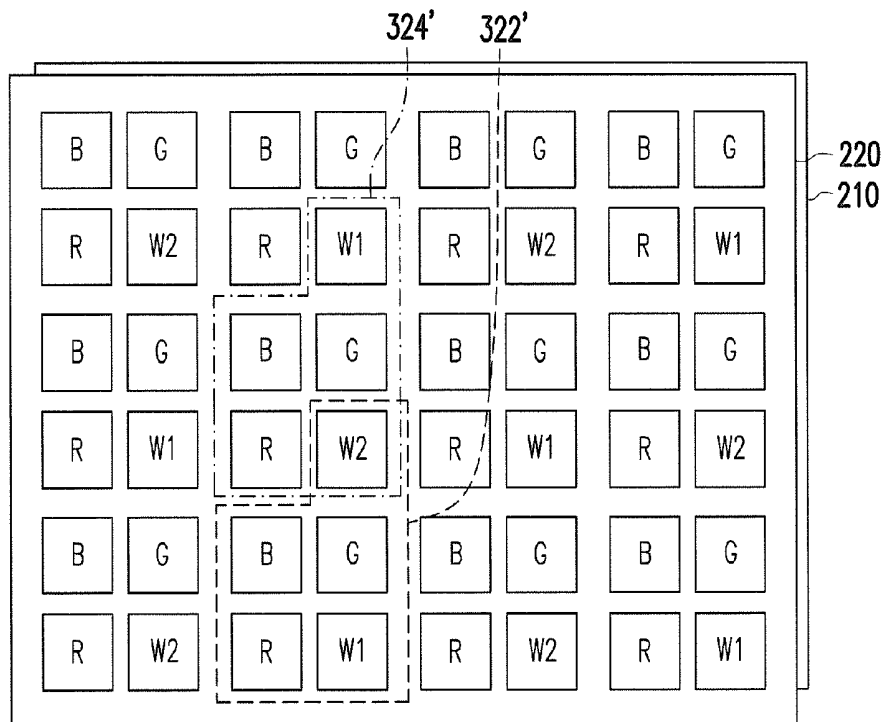 324' 322'
B G B G B G B G
220
210
R W2 R W1 R W2 R W1
B G B G B G B G
R W1 R W2 R W1 R W2
B G B G B G B G
R W2 R W1 R W2 R W1